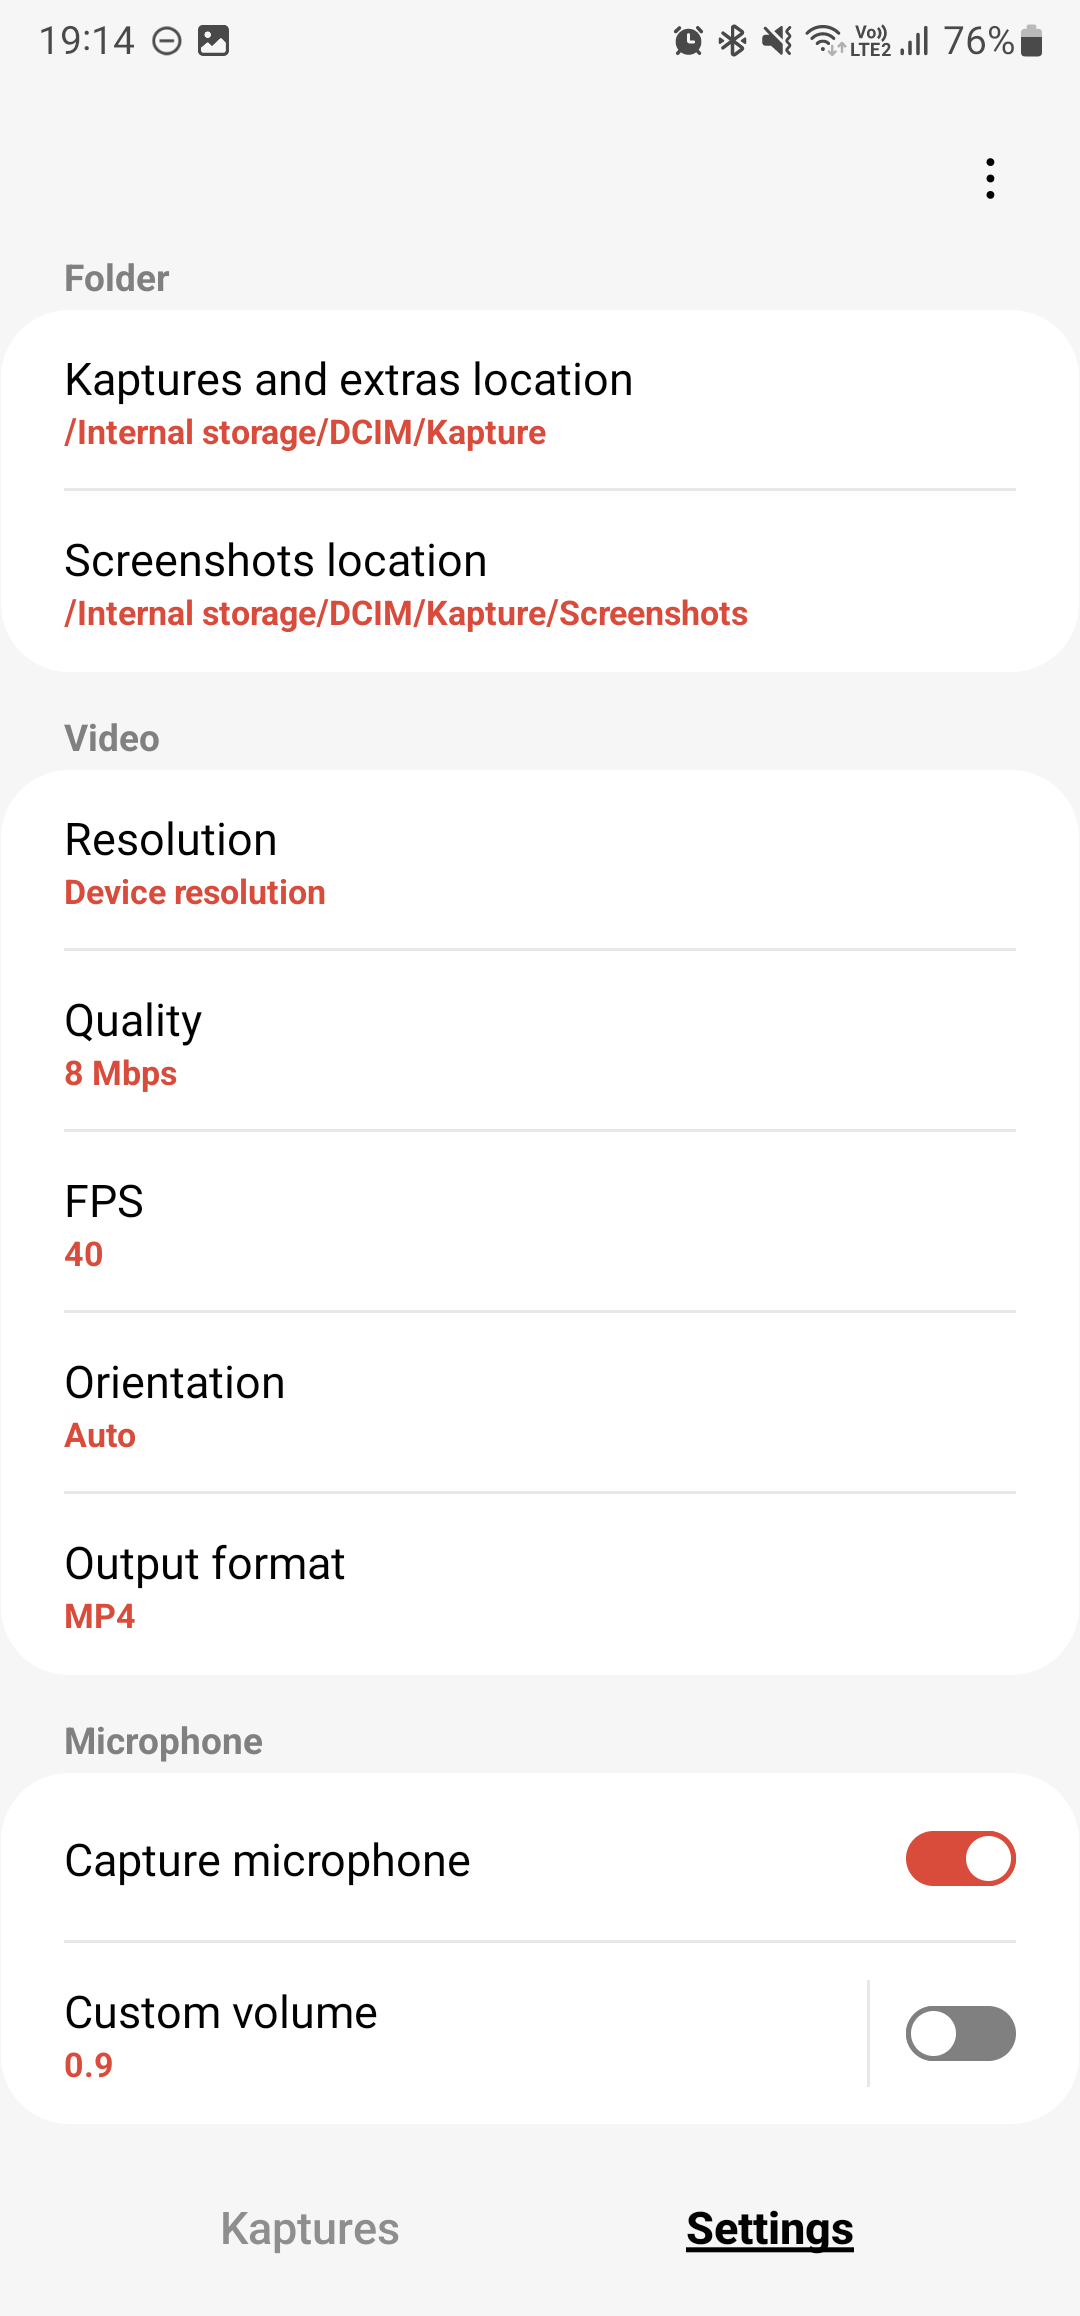 19:14
Vo)) LTE2 76%
Folder
Kaptures and extras location
/Internal storage/DCIM/Kapture
Screenshots location
/Internal storage/DCIM/Kapture/Screenshots
Video
Resolution
Device resolution
Quality
8 Mbps
FPS
40
Orientation
Auto
Output format
MP4
Microphone
Capture microphone
Custom volume
0.9
Kaptures Settings